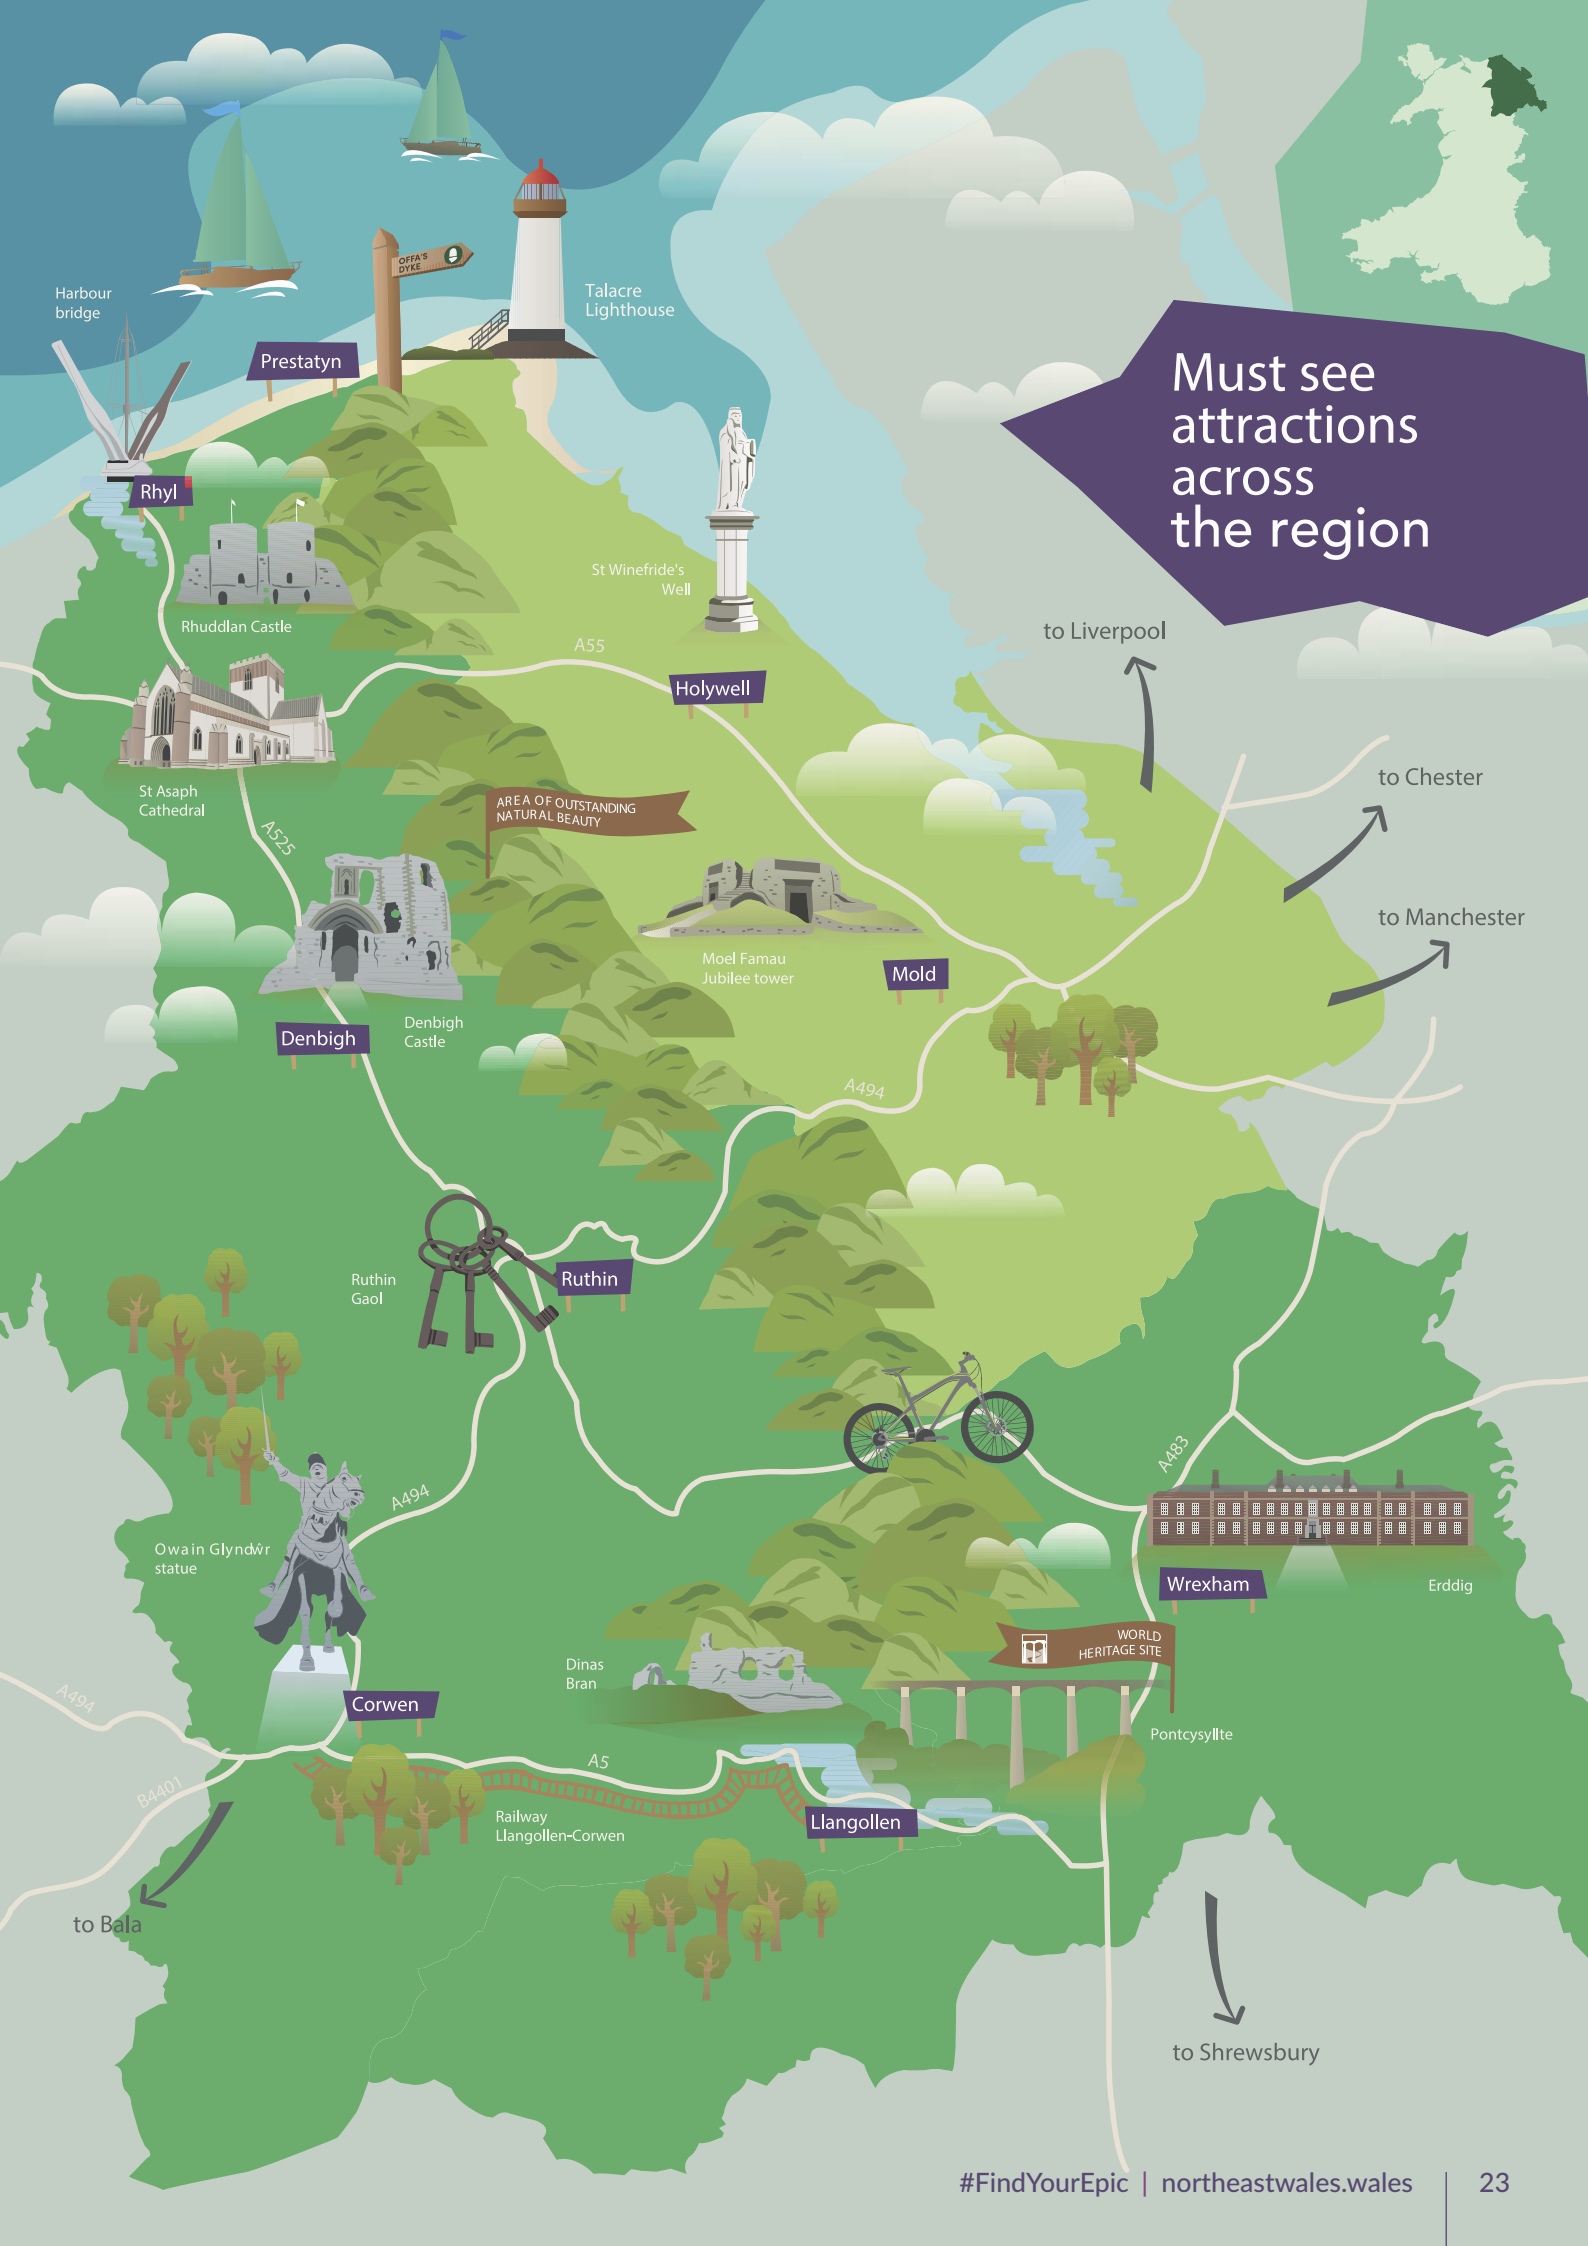 OFFA'S
DYKE
Harbour
bridge
Talacre
Lighthouse
Prestatyn
Must see
attractions
across
the region
Rhyl
St Winefride's
Well
Rhuddlan Castle
to Liverpool
A55
Holywell
to Chester
St Asaph
Cathedral
AREA OF OUTSTANDING
NATURAL BEAUTY
A525
to Manchester
Moel Famau
Jubilee tower
Mold
Denbigh
Denbigh
Castle
A494
Ruthin
Gaol
Ruthin
A483
A494
Owain Glyndŵr
statue
Wrexham
Erddig
WORLD
HERITAGE SITE
Dinas
Bran
A494
Corwen
Pontcysyllte
A5
B4401
Railway
Llangollen-Corwen
Llangollen
to Bala
to Shrewsbury
#FindYourEpic | northeastwales.wales
23